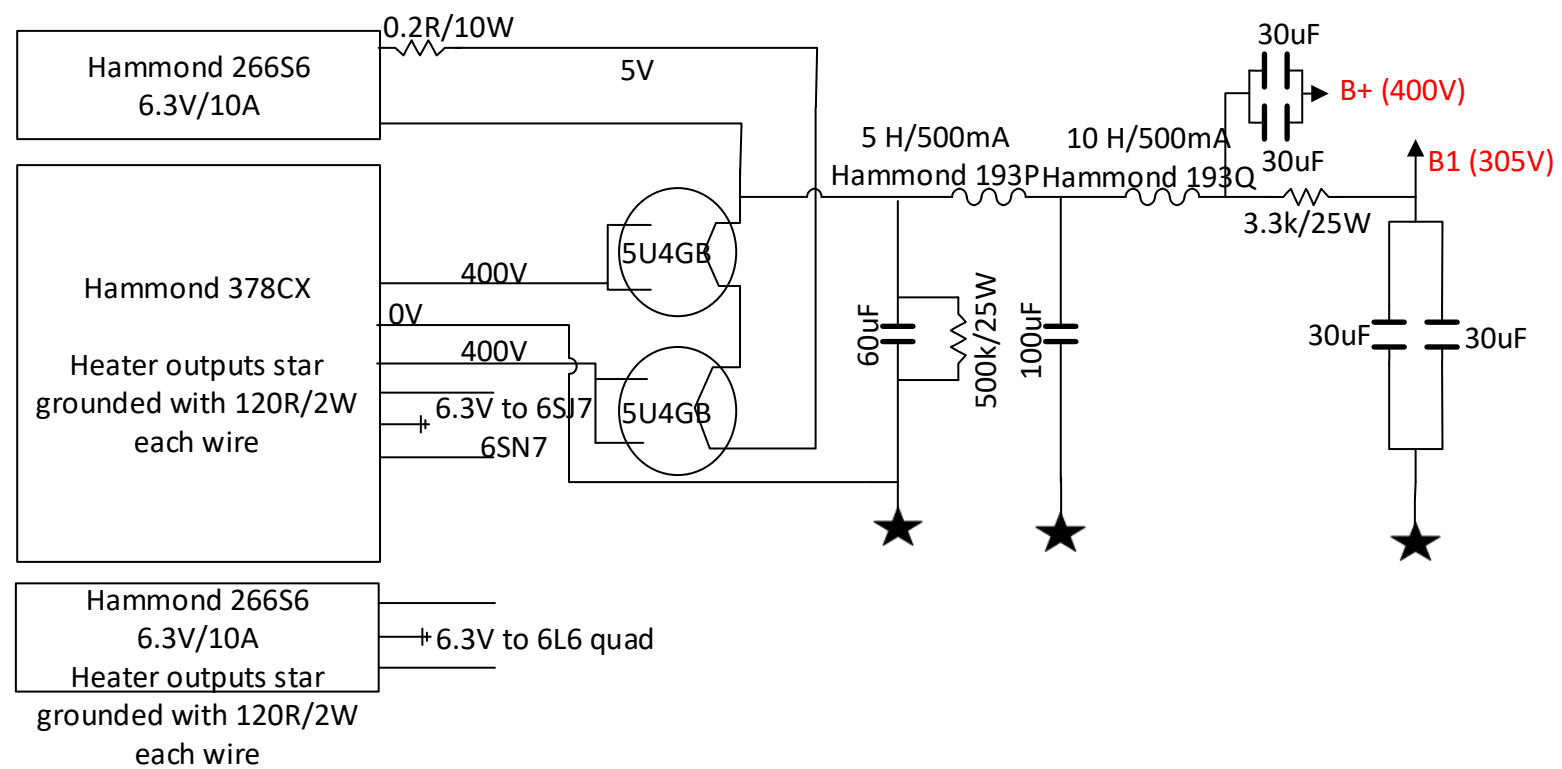 0.2R/10W
Hammond 266S6
6.3V/10A
5V
30uF
B+ (400V)
30uF
5 H/500mA
Hammond 193P
10 H/500mA
Hammond 193Q
B1 (305V)
3.3k/25W
Hammond 378CX
Heater outputs star
grounded with 120R/2W
each wire
400V
0V
400V
6.3V to 6SJ7
6SN7
5U4GB
5U4GB
60uF
500k/25W
100uF
30uF
30uF
Hammond 266S6
6.3V/10A
Heater outputs star
grounded with 120R/2W
each wire
6.3V to 6L6 quad